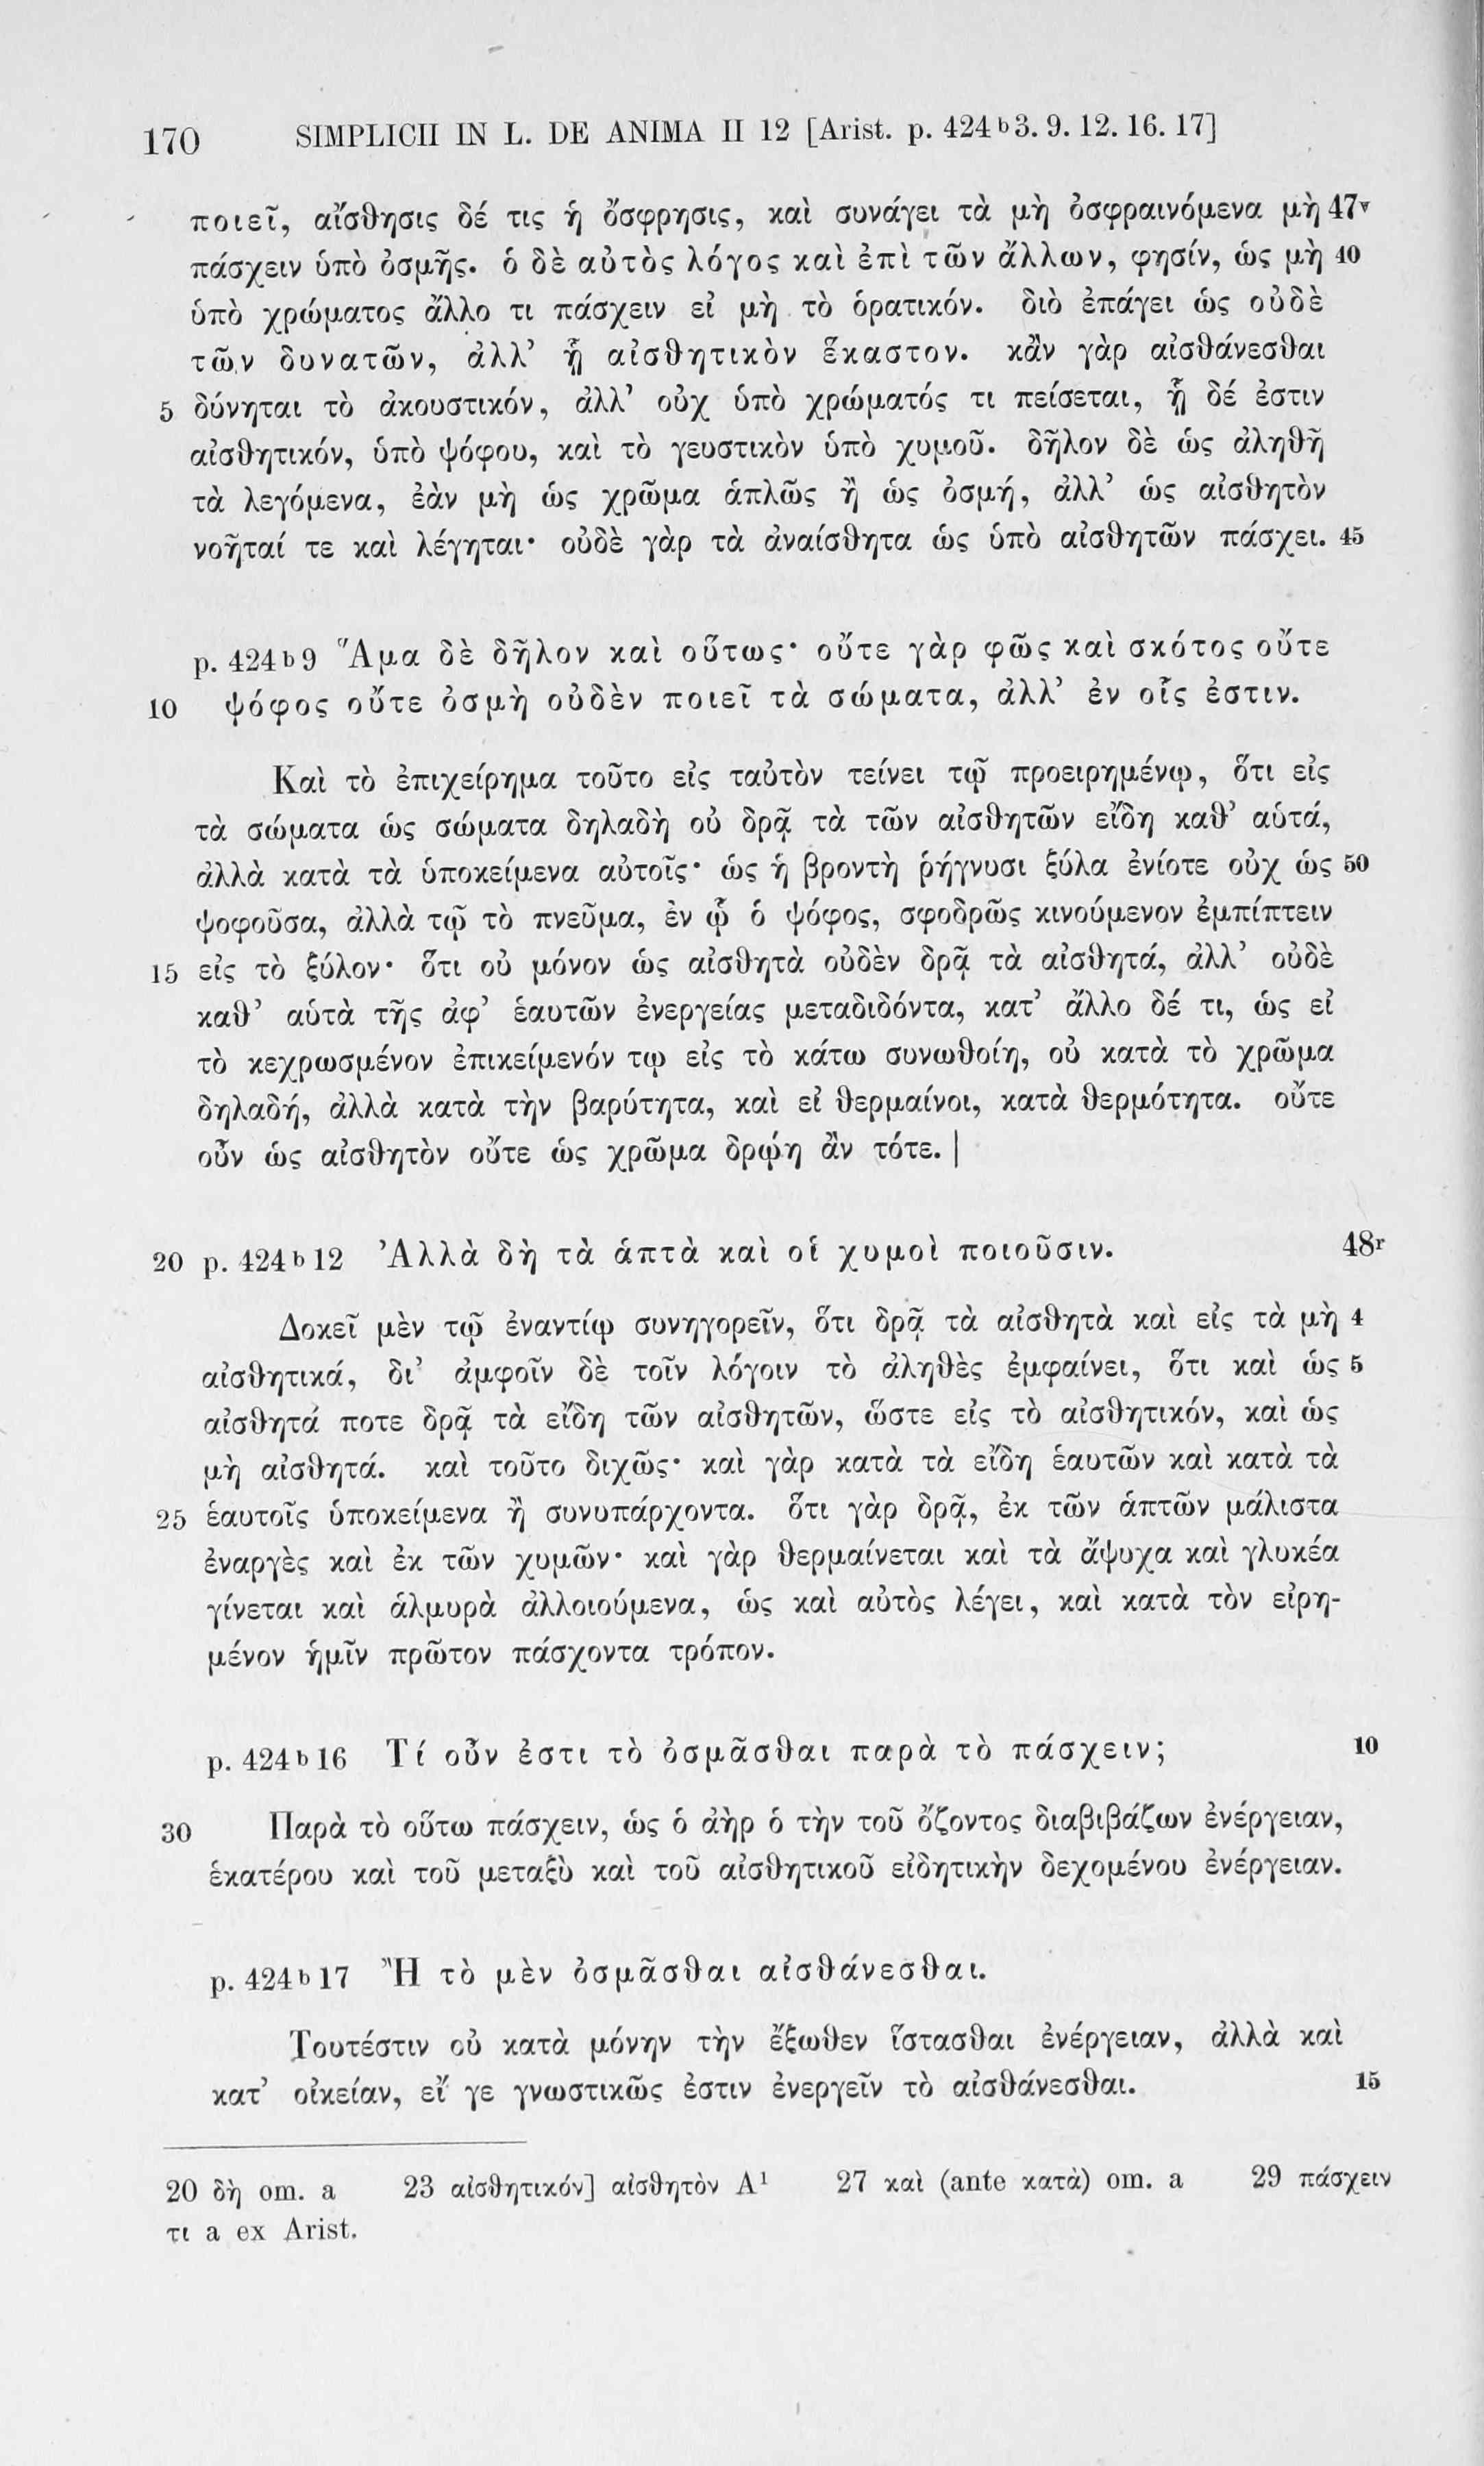 170 SIMPLICII IN L. DE ANIMA II 12 [Arist. p. 424ᵇ3. 9. 12. 16. 17]
ποιεῖ, αἴσθησις δέ τις ἡ ὄσφρησις, καὶ συνάγει τὰ μὴ ὀσφραινόμενα μὴ 47ᵛ
πάσχειν ὑπὸ ὀσμῆς. ὁ δὲ αὐτὸς λόγος καὶ ἐπὶ τῶν ἄλλων, φησίν, ὡς μὴ 40
ὑπὸ χρώματος ἄλλο τι πάσχειν εἰ μὴ τὸ ὁρατικόν. διὸ ἐπάγει ὡς οὐδὲ
τῶν δυνατῶν, ἀλλ’ ᾗ αἰσθητικὸν ἕκαστον. κἂν γὰρ αἰσθάνεσθαι
5 δύνηται τὸ ἀκουστικόν, ἀλλ’ οὐχ ὑπὸ χρώματός τι πείσεται, ᾗ δέ ἐστιν
αἰσθητικόν, ὑπὸ ψόφου, καὶ τὸ γευστικὸν ὑπὸ χυμοῦ. δῆλον δὲ ὡς ἀληθῆ
τὰ λεγόμενα, ἐὰν μὴ ὡς χρῶμα ἁπλῶς ἢ ὡς ὀσμή, ἀλλ’ ὡς αἰσθητὸν
νοῆταί τε καὶ λέγηται· οὐδὲ γὰρ τὰ ἀναίσθητα ὡς ὑπὸ αἰσθητῶν πάσχει. 45
p. 424ᵇ9 Ἅμα δὲ δῆλον καὶ οὕτως· οὔτε γὰρ φῶς καὶ σκότος οὔτε
10 ψόφος οὔτε ὀσμὴ οὐδὲν ποιεῖ τὰ σώματα, ἀλλ’ ἐν οἷς ἐστιν.
Καὶ τὸ ἐπιχείρημα τοῦτο εἰς ταὐτὸν τείνει τῷ προειρημένῳ, ὅτι εἰς
τὰ σώματα ὡς σώματα δηλαδὴ οὐ δρᾷ τὰ τῶν αἰσθητῶν εἴδη καθ’ αὑτά,
ἀλλὰ κατὰ τὰ ὑποκείμενα αὐτοῖς· ὡς ἡ βροντὴ ῥήγνυσι ξύλα ἐνίοτε οὐχ ὡς 50
ψοφοῦσα, ἀλλὰ τῷ τὸ πνεῦμα, ἐν ᾧ ὁ ψόφος, σφοδρῶς κινούμενον ἐμπίπτειν
15 εἰς τὸ ξύλον· ὅτι οὐ μόνον ὡς αἰσθητὰ οὐδὲν δρᾷ τὰ αἰσθητά, ἀλλ’ οὐδὲ
καθ’ αὑτὰ τῆς ἀφ’ ἑαυτῶν ἐνεργείας μεταδιδόντα, κατ’ ἄλλο δέ τι, ὡς εἰ
τὸ κεχρωσμένον ἐπικείμενόν τῳ εἰς τὸ κάτω συνωθοίη, οὐ κατὰ τὸ χρῶμα
δηλαδή, ἀλλὰ κατὰ τὴν βαρύτητα, καὶ εἰ θερμαίνοι, κατὰ θερμότητα. οὔτε
οὖν ὡς αἰσθητὸν οὔτε ὡς χρῶμα δρῴη ἂν τότε. |
20 p. 424ᵇ12 Ἀλλὰ δὴ τὰ ἁπτὰ καὶ οἱ χυμοὶ ποιοῦσιν. 48ʳ
Δοκεῖ μὲν τῷ ἐναντίῳ συνηγορεῖν, ὅτι δρᾷ τὰ αἰσθητὰ καὶ εἰς τὰ μὴ 4
αἰσθητικά, δι’ ἀμφοῖν δὲ τοῖν λόγοιν τὸ ἀληθὲς ἐμφαίνει, ὅτι καὶ ὡς 5
αἰσθητά ποτε δρᾷ τὰ εἴδη τῶν αἰσθητῶν, ὥστε εἰς τὸ αἰσθητικόν, καὶ ὡς
μὴ αἰσθητά. καὶ τοῦτο διχῶς· καὶ γὰρ κατὰ τὰ εἴδη ἑαυτῶν καὶ κατὰ τὰ
25 ἑαυτοῖς ὑποκείμενα ἢ συνυπάρχοντα. ὅτι γὰρ δρᾷ, ἐκ τῶν ἁπτῶν μάλιστα
ἐναργὲς καὶ ἐκ τῶν χυμῶν· καὶ γὰρ θερμαίνεται καὶ τὰ ἄψυχα καὶ γλυκέα
γίνεται καὶ ἁλμυρὰ ἀλλοιούμενα, ὡς καὶ αὐτὸς λέγει, καὶ κατὰ τὸν εἰρη-
μένον ἡμῖν πρῶτον πάσχοντα τρόπον.
p. 424ᵇ16 Τί οὖν ἐστι τὸ ὀσμᾶσθαι παρὰ τὸ πάσχειν; 10
30 Παρὰ τὸ οὕτω πάσχειν, ὡς ὁ ἀὴρ ὁ τὴν τοῦ ὄζοντος διαβιβάζων ἐνέργειαν,
ἑκατέρου καὶ τοῦ μεταξὺ καὶ τοῦ αἰσθητικοῦ εἰδητικὴν δεχομένου ἐνέργειαν.
p. 424ᵇ17 Ἢ τὸ μὲν ὀσμᾶσθαι αἰσθάνεσθαι.
Τουτέστιν οὐ κατὰ μόνην τὴν ἔξωθεν ἵστασθαι ἐνέργειαν, ἀλλὰ καὶ
κατ’ οἰκείαν, εἴ γε γνωστικῶς ἐστιν ἐνεργεῖν τὸ αἰσθάνεσθαι. 15
20 δὴ om. a 23 αἰσθητικόν] αἰσθητὸν A¹ 27 καὶ (ante κατὰ) om. a 29 πάσχειν
τι a ex Arist.